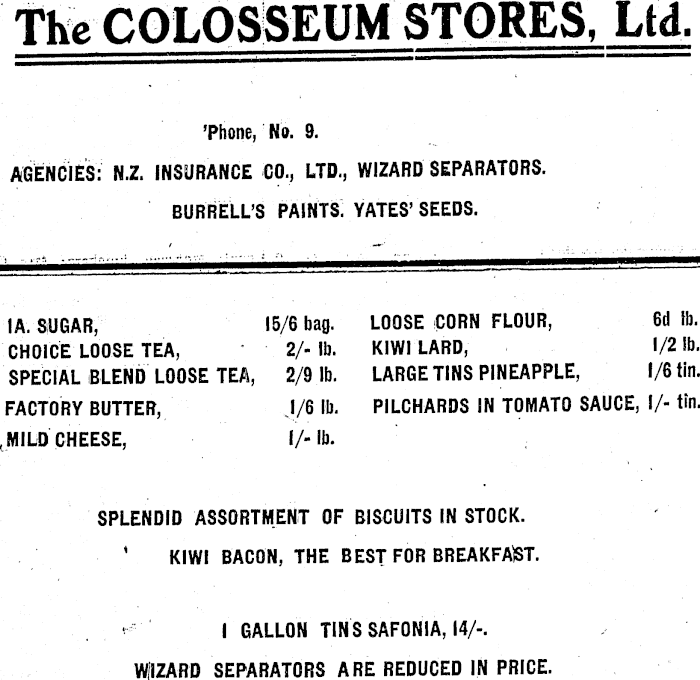 The COLOSSEUM STORES, Ltd.
'Phone, No. 9.
AGENCIES: N.Z. INSURANCE CO., LTD., WIZARD SEPARATORS.
BURRELL'S PAINTS. YATES' SEEDS.
1A. SUGAR, 15/6 bag.
CHOICE LOOSE TEA, 2/- lb.
SPECIAL BLEND LOOSE TEA, 2/9 lb.
FACTORY BUTTER, 1/6 lb.
MILD CHEESE, 1/- lb.
LOOSE CORN FLOUR, 6d lb.
KIWI LARD, 1/2 lb.
LARGE TINS PINEAPPLE, 1/6 tin.
PILCHARDS IN TOMATO SAUCE, 1/- tin.
SPLENDID ASSORTMENT OF BISCUITS IN STOCK.
KIWI BACON, THE BEST FOR BREAKFAST.
1 GALLON TINS SAFONIA, 14/-.
WIZARD SEPARATORS ARE REDUCED IN PRICE.